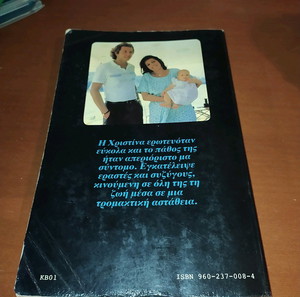 Η Χριστίνα ερωτευόταν
εύκολα και το πάθος της
ήταν απεριόριστο μα
σύντομο. Εγκατέλειψε
εραστές και συζύγους,
κινούμενη σε όλη της τη
ζωή μέσα σε μια
τρομακτική αστάθεια.
KB01
ISBN 960-237-008-4